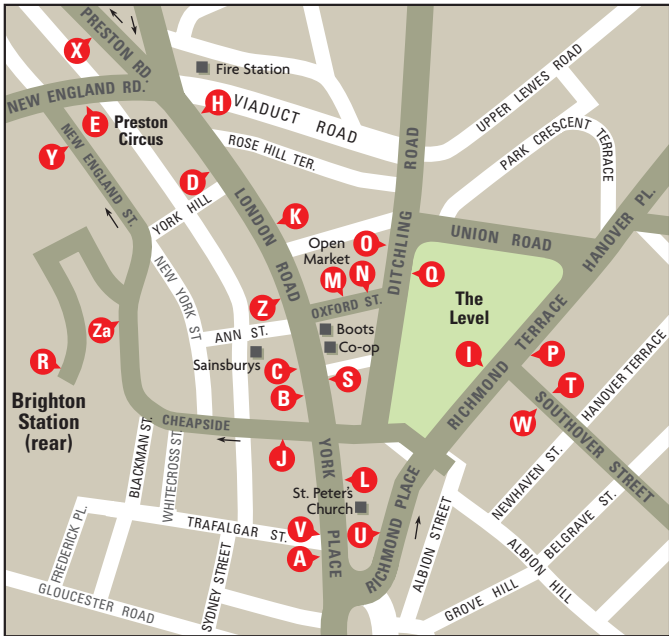 PRESTON RD.
X
Fire Station
NEW ENGLAND RD.
H
VIADUCT ROAD
UPPER LEWES ROAD
E
Preston
Circus
Y
NEW ENGLAND ST.
ROSE HILL TER.
PARK CRESCENT TERRACE
D
YORK HILL
LONDON ROAD
K
DITCHLING ROAD
HANOVER PL.
UNION ROAD
Open
Market
O
M
N
Q
OXFORD ST.
The
Level
NEW YORK ST
Z
ANN ST.
Za
Boots
Co-op
Sainsburys
R
C
B
S
I
P
T
W
RICHMOND TERRACE
HANOVER TERRACE
SOUTHOVER STREET
Brighton
Station
(rear)
CHEAPSIDE
J
BLACKMAN ST.
WHITECROSS ST.
YORK PLACE
L
St. Peter's
Church
NEWHAVEN ST.
BELGRAVE ST.
FREDERICK PL.
TRAFALGAR ST.
V
A
U
RICHMOND PLACE
ALBION STREET
ALBION HILL
SYDNEY STREET
GLOUCESTER ROAD
GROVE HILL